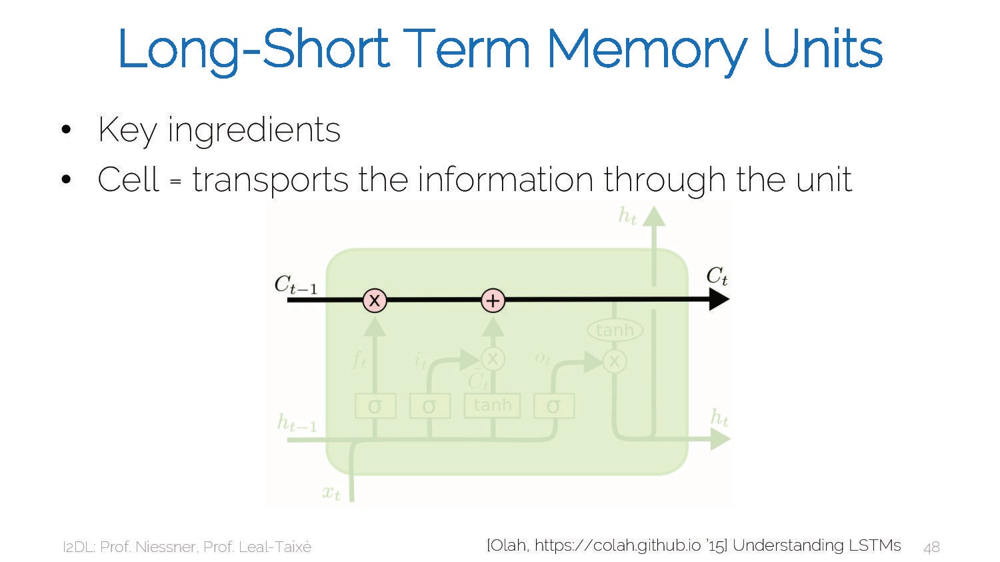 Long-Short Term Memory Units
• Key ingredients
• Cell = transports the information through the unit
h_t
C_{t-1}
C_t
x
+
tanh
f_t
i_t
x
o_t
x
C̃_t
σ
σ
tanh
σ
h_{t-1}
h_t
x_t
I2DL: Prof. Niessner, Prof. Leal-Taixé
[Olah, https://colah.github.io '15] Understanding LSTMs
48